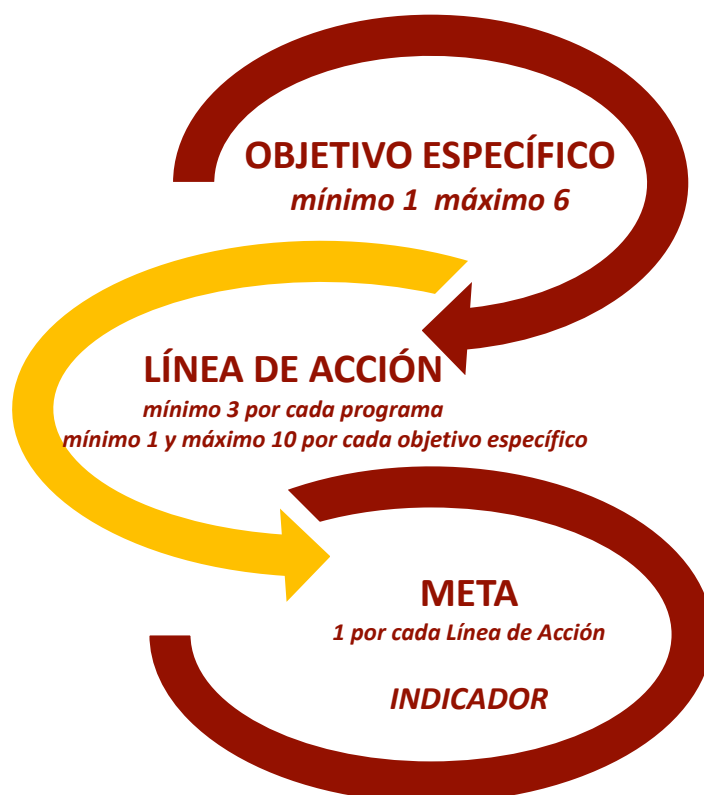 OBJETIVO ESPECÍFICO
mínimo 1 máximo 6
LÍNEA DE ACCIÓN
mínimo 3 por cada programa
mínimo 1 y máximo 10 por cada objetivo específico
META
1 por cada Línea de Acción
INDICADOR